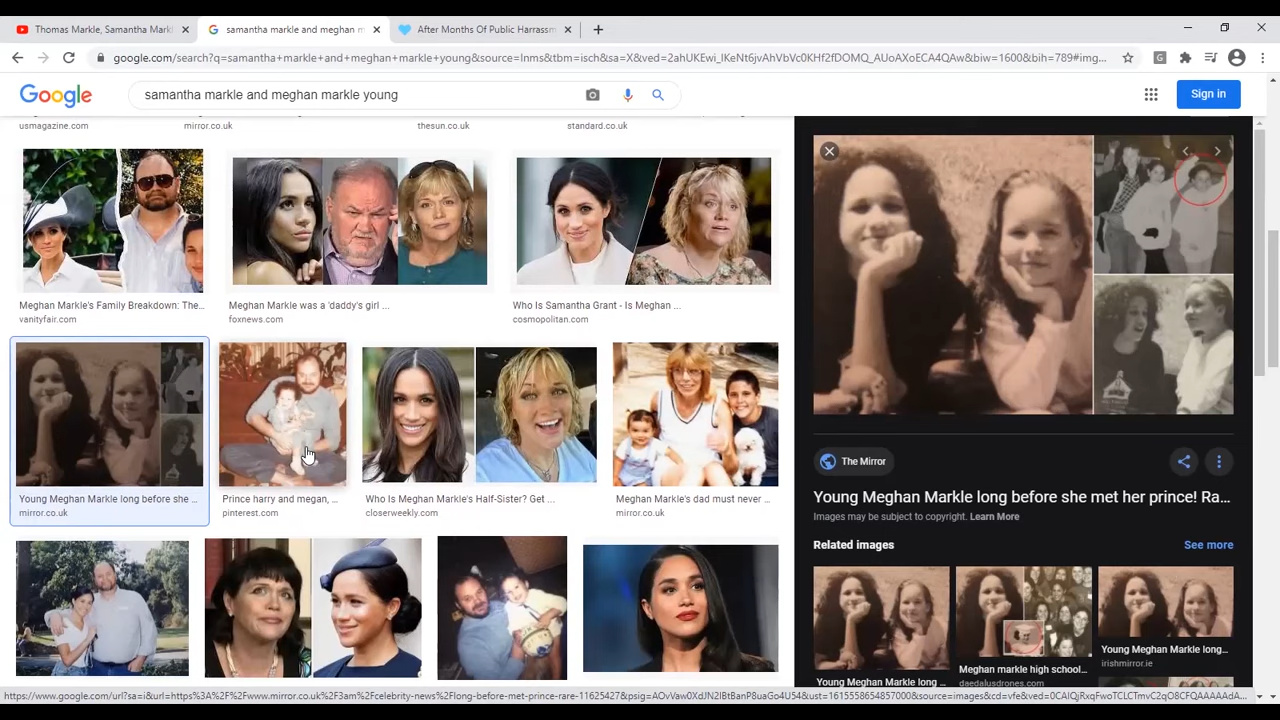 Thomas Markle, Samantha Markl
samantha markle and meghan m
After Months Of Public Harrassm
google.com/search?q=samantha+markle+and+meghan+markle+young&source=lnms&tbm=isch&sa=X&ved=2ahUKEwi_IKeNt6jvAhVbVc0KHf2fDOMQ_AUoAXoECA4QAw&biw=1600&bih=789#img...
Google
samantha markle and meghan markle young
Sign in
usmagazine.com
mirror.co.uk
thesun.co.uk
standard.co.uk
Meghan Markle's Family Breakdown: The...
vanityfair.com
Meghan Markle was a 'daddy's girl ...
foxnews.com
Who Is Samantha Grant - Is Meghan ...
cosmopolitan.com
Young Meghan Markle long before she ...
mirror.co.uk
Prince harry and megan, ...
pinterest.com
Who Is Meghan Markle's Half-Sister? Get ...
closerweekly.com
Meghan Markle's dad must never ...
mirror.co.uk
The Mirror
Young Meghan Markle long before she met her prince! Ra...
Images may be subject to copyright. Learn More
Related images
See more
Young Meghan Markle long ...
Meghan markle high school...
daedalusdrones.com
Young Meghan Markle long...
irishmirror.ie